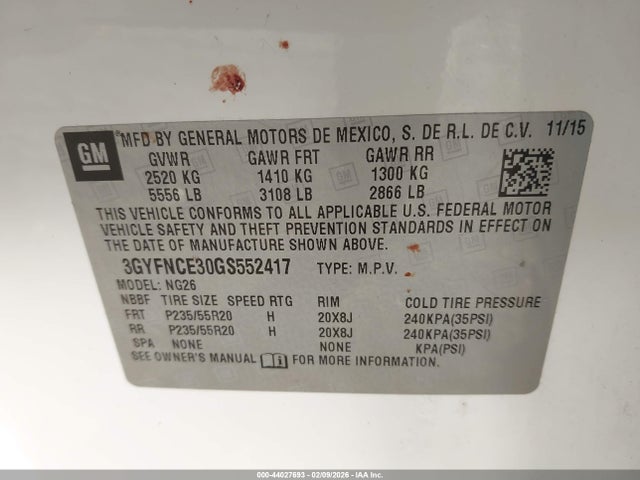 GM
MFD BY GENERAL MOTORS DE MEXICO, S. DE R.L. DE C.V. 11/15
GVWR GAWR FRT GAWR RR
2520 KG 1410 KG 1300 KG
5556 LB 3108 LB 2866 LB
THIS VEHICLE CONFORMS TO ALL APPLICABLE U.S. FEDERAL MOTOR
VEHICLE SAFETY AND THEFT PREVENTION STANDARDS IN EFFECT ON
THE DATE OF MANUFACTURE SHOWN ABOVE.
3GYFNCE30GS552417 TYPE: M.P.V.
MODEL: NG26
NBBF TIRE SIZE SPEED RTG RIM COLD TIRE PRESSURE
FRT P235/55R20 H 20X8J 240KPA(35PSI)
RR P235/55R20 H 20X8J 240KPA(35PSI)
SPA NONE NONE KPA(PSI)
SEE OWNER'S MANUAL FOR MORE INFORMATION.
000-44027693 - 02/09/2026 - IAA Inc.